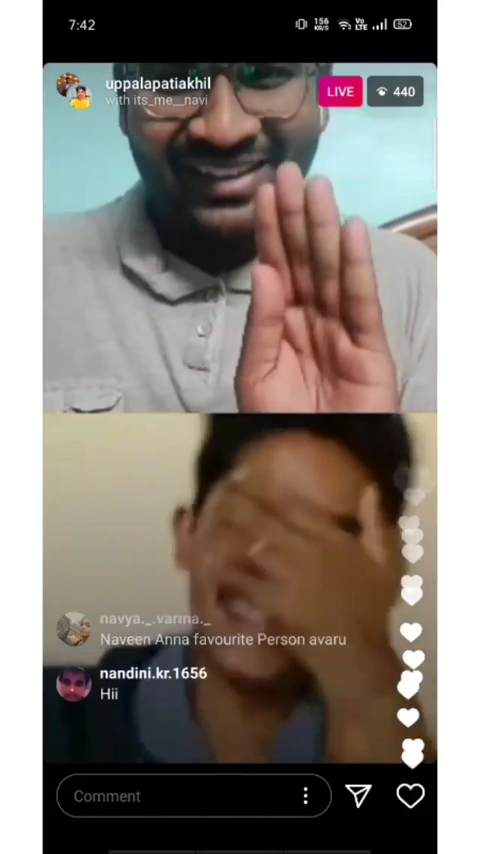 7:42
156
KB/S
Vo
LTE
52
uppalapatiakhil
with its_me__navi
LIVE
440
navya._.varma._
Naveen Anna favourite Person avaru
nandini.kr.1656
Hii
Comment